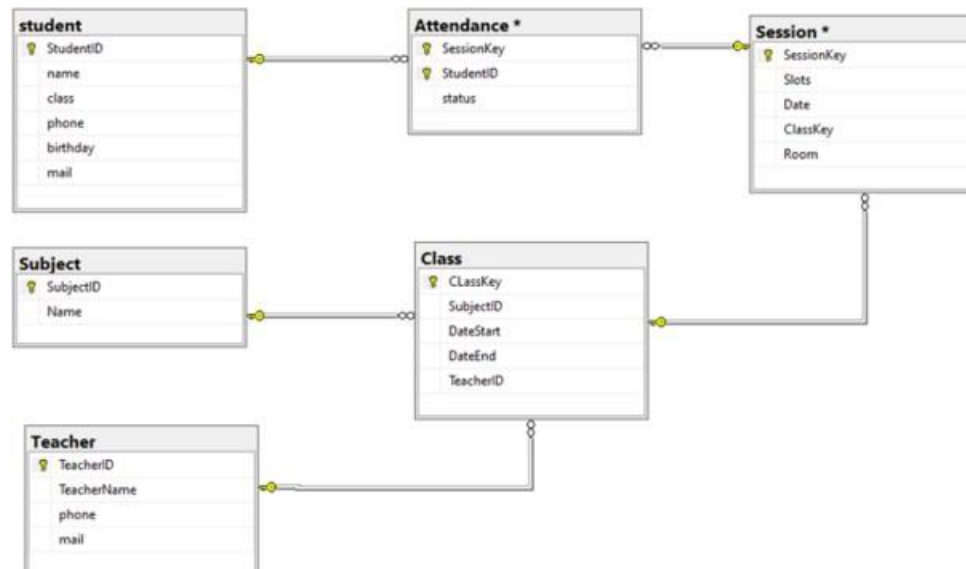 student
StudentID
name
class
phone
birthday
mail
Attendance *
SessionKey
StudentID
status
Session *
SessionKey
Slots
Date
ClassKey
Room
Subject
SubjectID
Name
Class
CLassKey
SubjectID
DateStart
DateEnd
TeacherID
Teacher
TeacherID
TeacherName
phone
mail